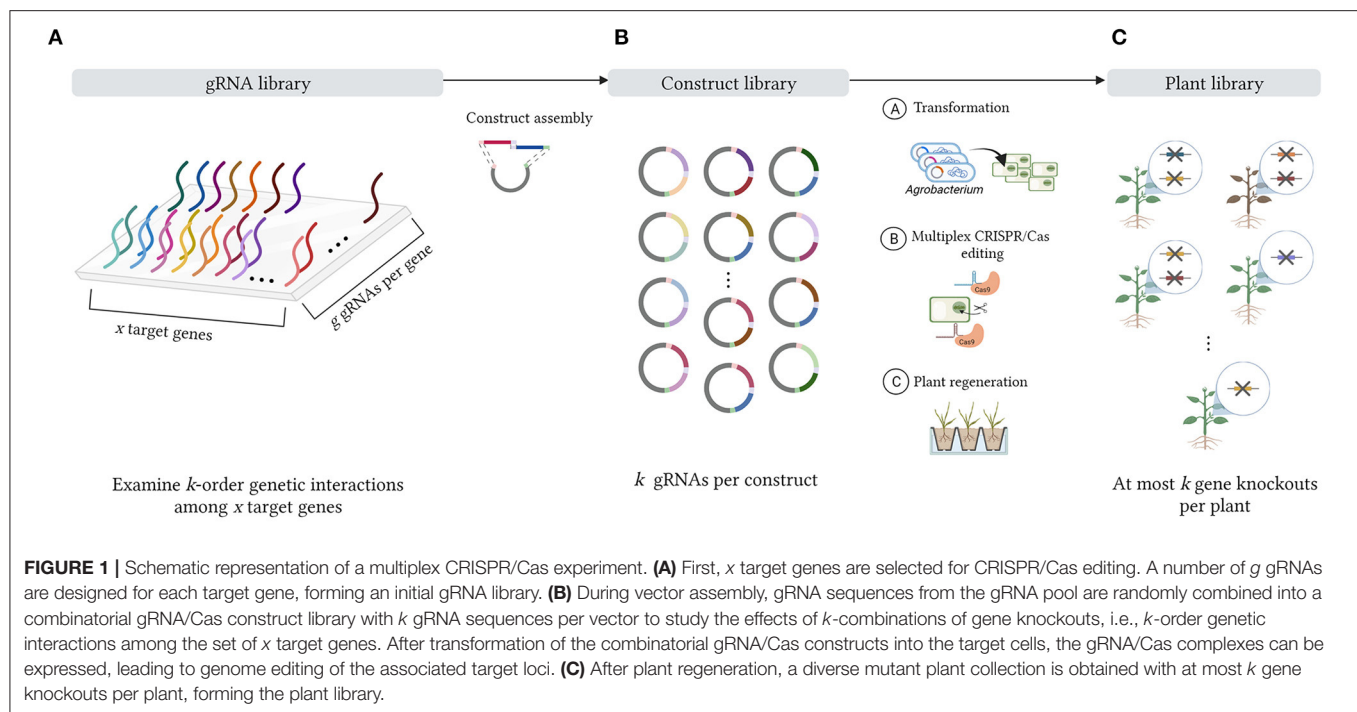 A
B
C
gRNA library
Construct library
Plant library
Construct assembly
A Transformation
Agrobacterium
B Multiplex CRISPR/Cas
editing
Cas9
Cas9
C Plant regeneration
x target genes
g gRNAs per gene
Examine k-order genetic interactions
among x target genes
k gRNAs per construct
At most k gene knockouts
per plant
FIGURE 1 | Schematic representation of a multiplex CRISPR/Cas experiment. (A) First, x target genes are selected for CRISPR/Cas editing. A number of g gRNAs
are designed for each target gene, forming an initial gRNA library. (B) During vector assembly, gRNA sequences from the gRNA pool are randomly combined into a
combinatorial gRNA/Cas construct library with k gRNA sequences per vector to study the effects of k-combinations of gene knockouts, i.e., k-order genetic
interactions among the set of x target genes. After transformation of the combinatorial gRNA/Cas constructs into the target cells, the gRNA/Cas complexes can be
expressed, leading to genome editing of the associated target loci. (C) After plant regeneration, a diverse mutant plant collection is obtained with at most k gene
knockouts per plant, forming the plant library.